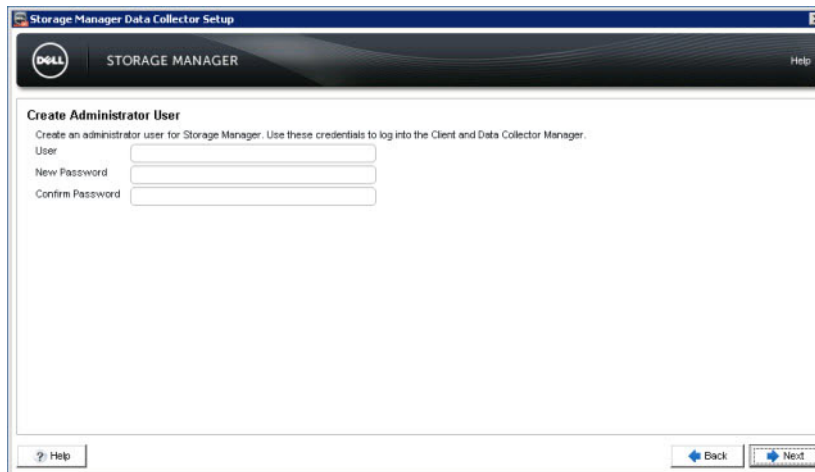 Storage Manager Data Collector Setup
DELL
STORAGE MANAGER
Help
Create Administrator User
Create an administrator user for Storage Manager. Use these credentials to log into the Client and Data Collector Manager.
User
New Password
Confirm Password
? Help
Back
Next